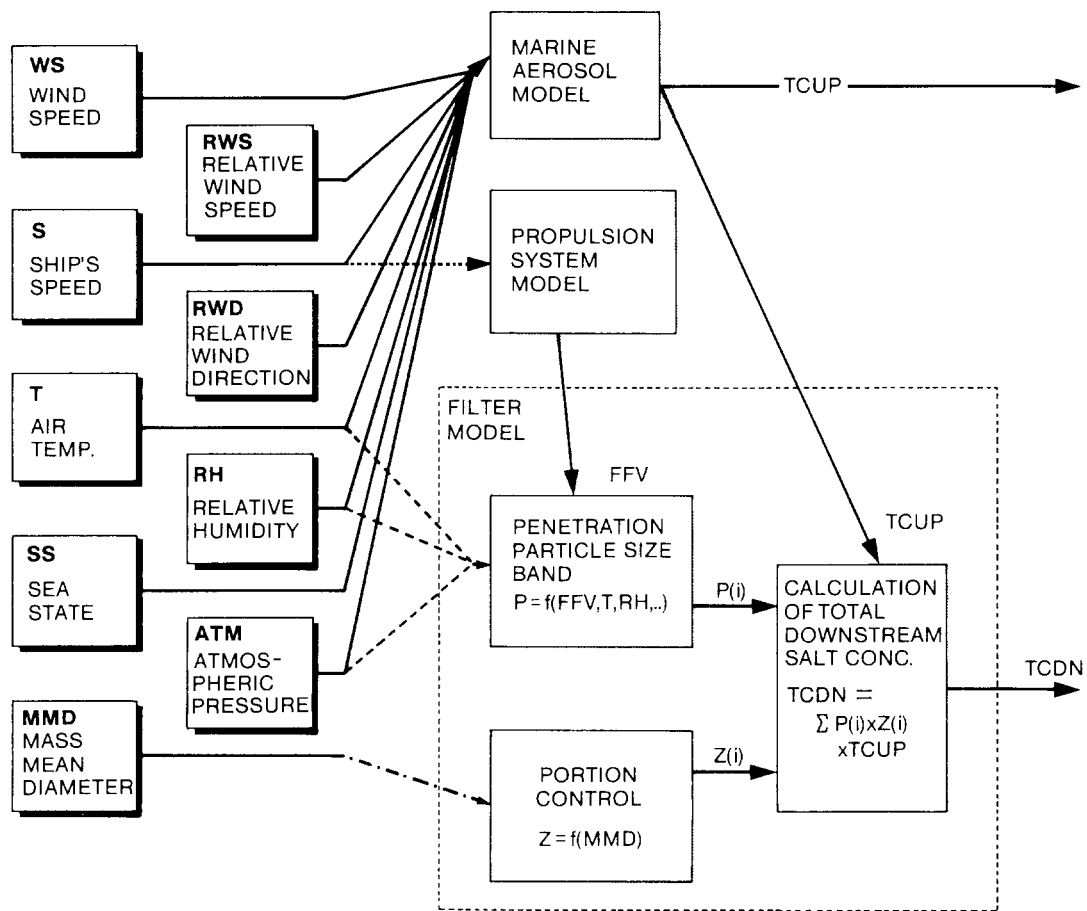 WS
WIND
SPEED
RWS
RELATIVE
WIND
SPEED
S
SHIP'S
SPEED
RWD
RELATIVE
WIND
DIRECTION
T
AIR
TEMP.
RH
RELATIVE
HUMIDITY
SS
SEA
STATE
ATM
ATMOS-
PHERIC
PRESSURE
MMD
MASS
MEAN
DIAMETER
MARINE
AEROSOL
MODEL
TCUP
PROPULSION
SYSTEM
MODEL
FILTER
MODEL
FFV
PENETRATION
PARTICLE SIZE
BAND
P = f(FFV,T,RH,..)
P(i)
TCUP
PORTION
CONTROL
Z = f(MMD)
Z(i)
CALCULATION
OF TOTAL
DOWNSTREAM
SALT CONC.
TCDN =
Σ P(i)xZ(i)
xTCUP
TCDN